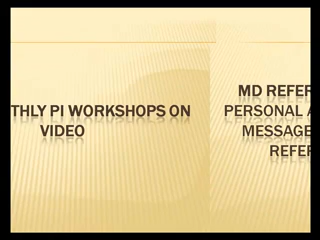 THLY PI WORKSHOPS ON
VIDEO
MD REFER
PERSONAL A
MESSAGE
REFER